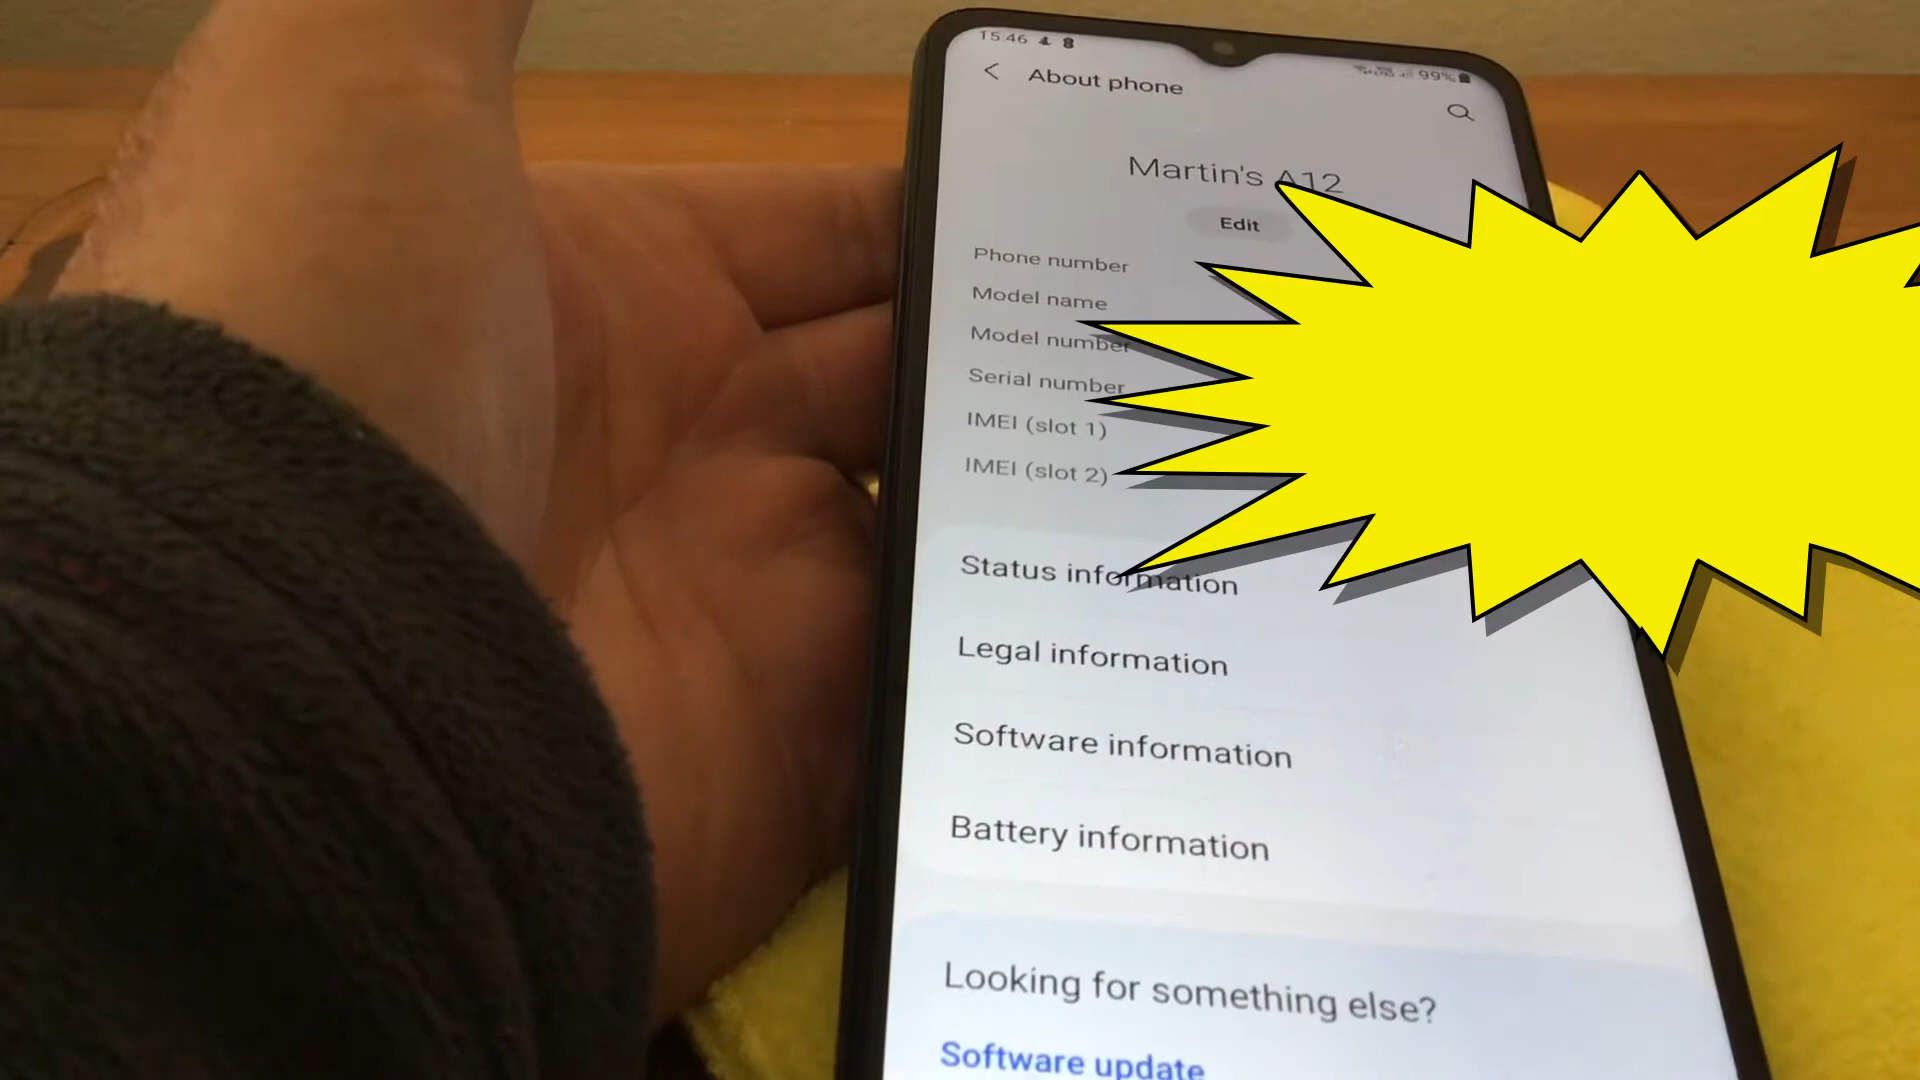 15:46
99%
About phone
Martin's A12
Edit
Phone number
Model name
Model number
Serial number
IMEI (slot 1)
IMEI (slot 2)
Status information
Legal information
Software information
Battery information
Looking for something else?
Software update